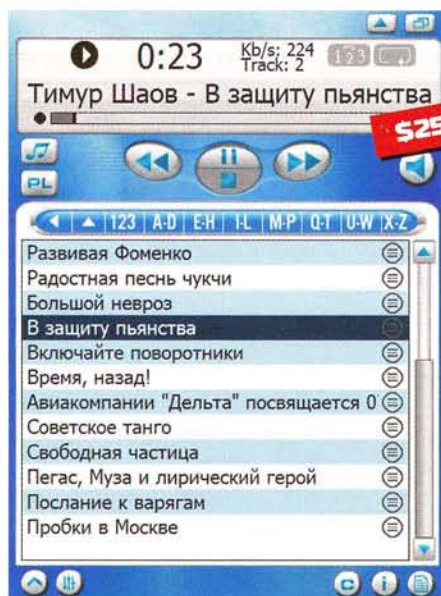 0:23
Kb/s: 224
Track: 2
123
Тимур Шаов - В защиту пьянства
$25
PL
123 A-D E-H I-L M-P Q-T U-W X-Z
Развивая Фоменко
Радостная песнь чукчи
Большой невроз
В защиту пьянства
Включайте поворотники
Время, назад!
Авиакомпании "Дельта" посвящается 0
Советское танго
Свободная частица
Пегас, Муза и лирический герой
Послание к варягам
Пробки в Москве
C i